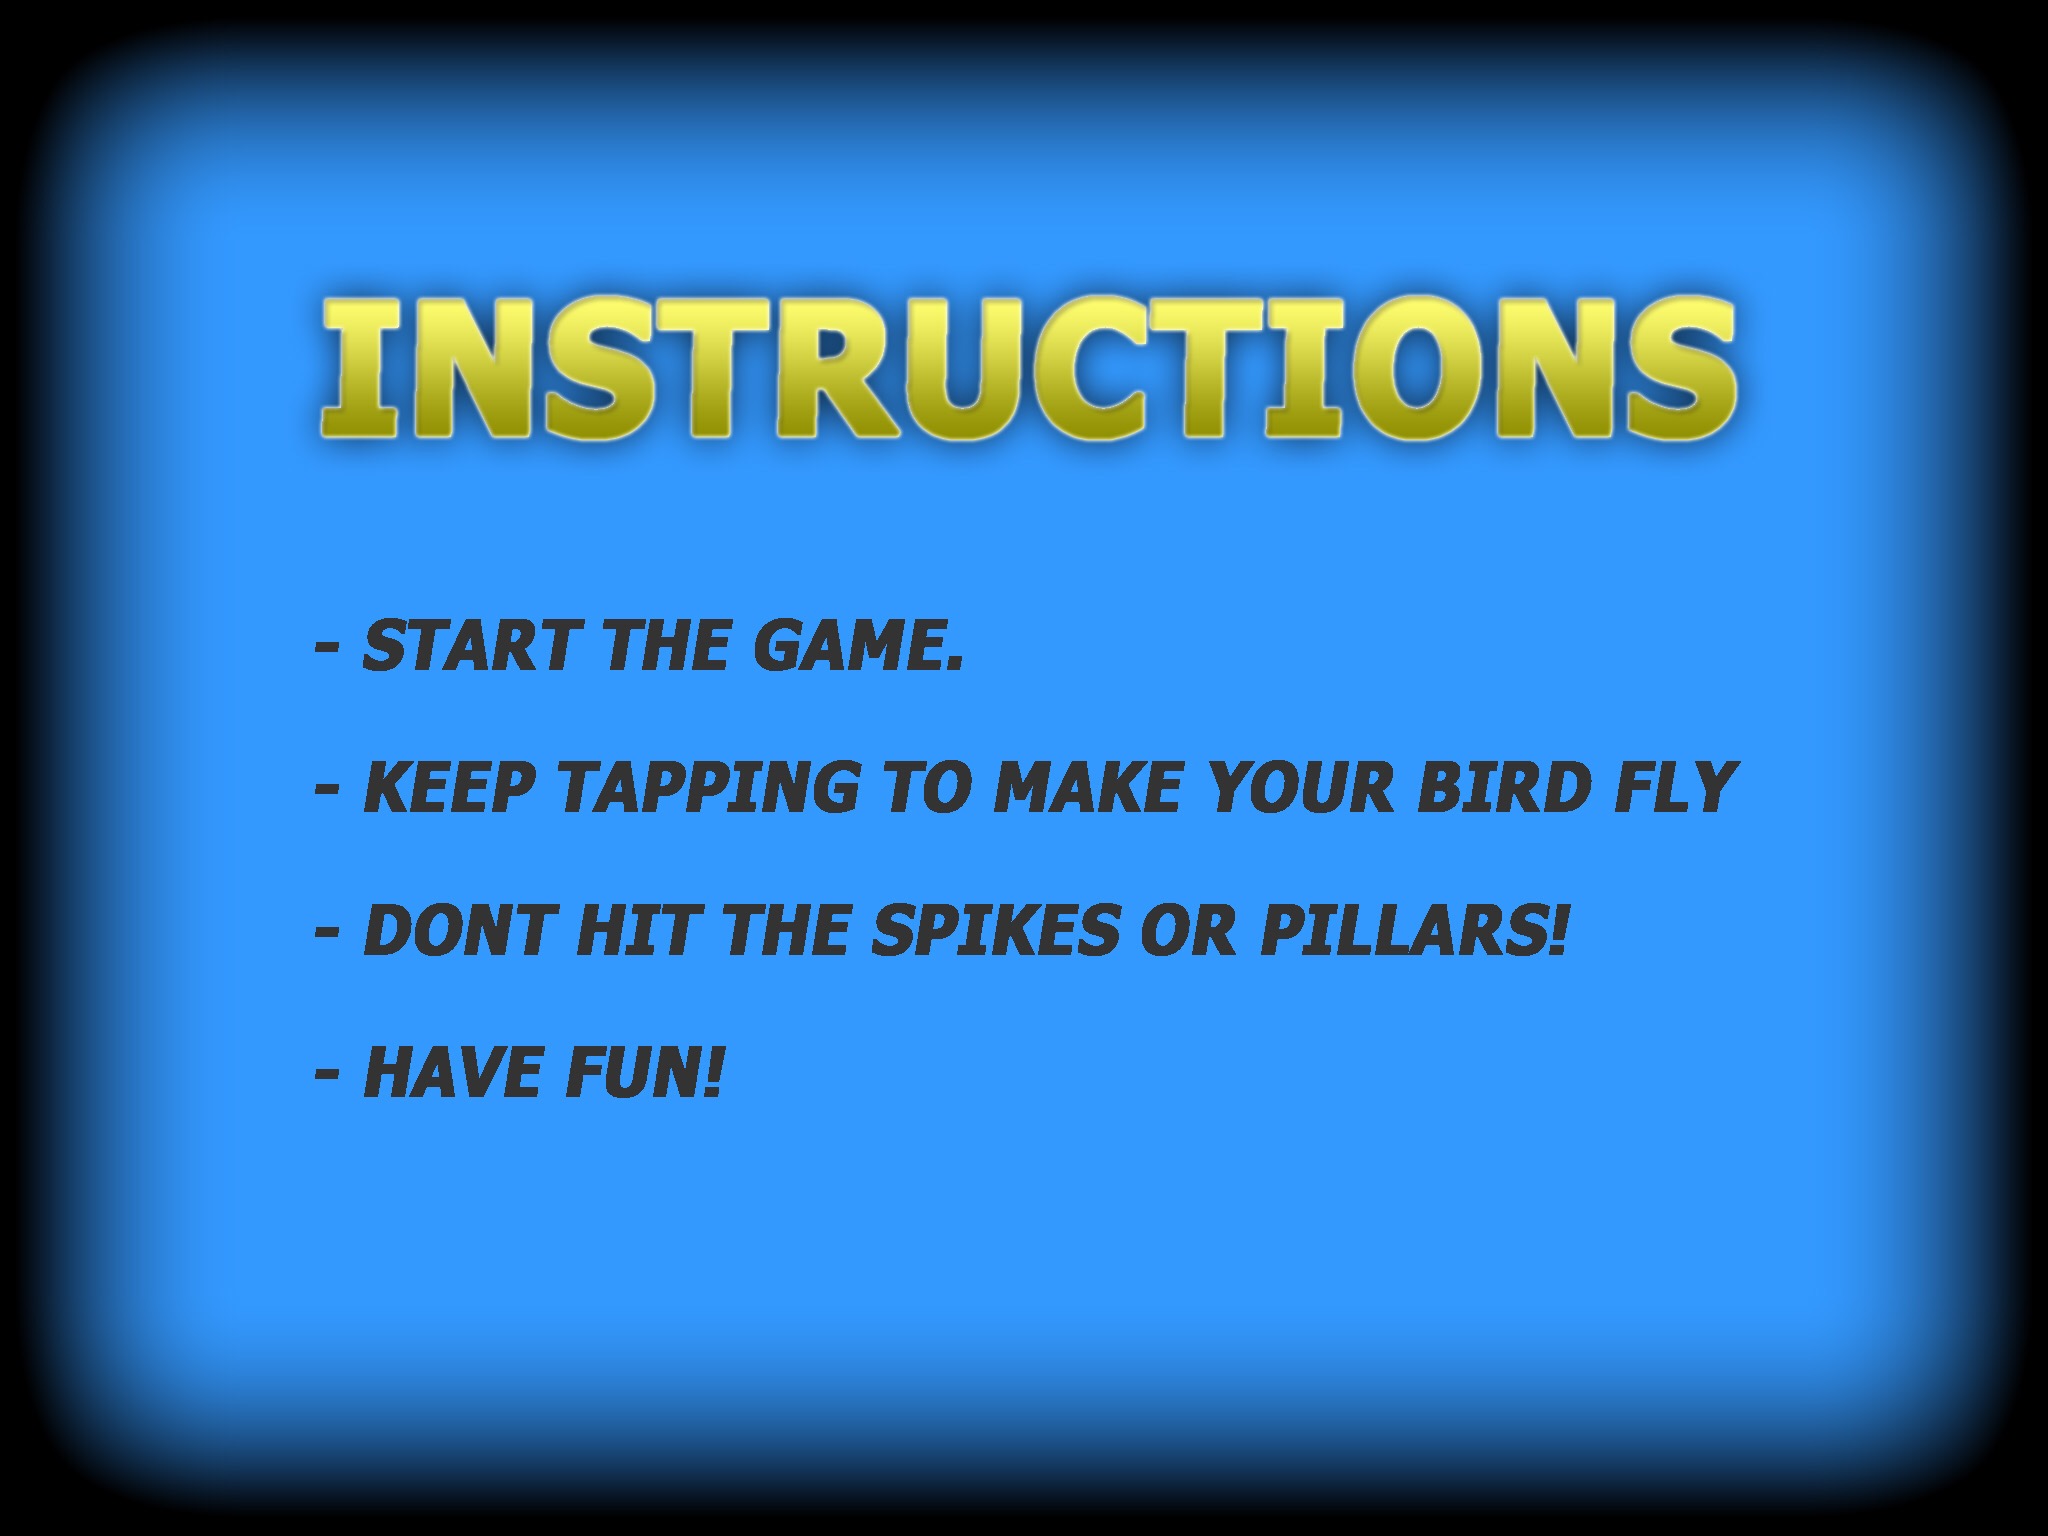 INSTRUCTIONS
- START THE GAME.
- KEEP TAPPING TO MAKE YOUR BIRD FLY
- DONT HIT THE SPIKES OR PILLARS!
- HAVE FUN!